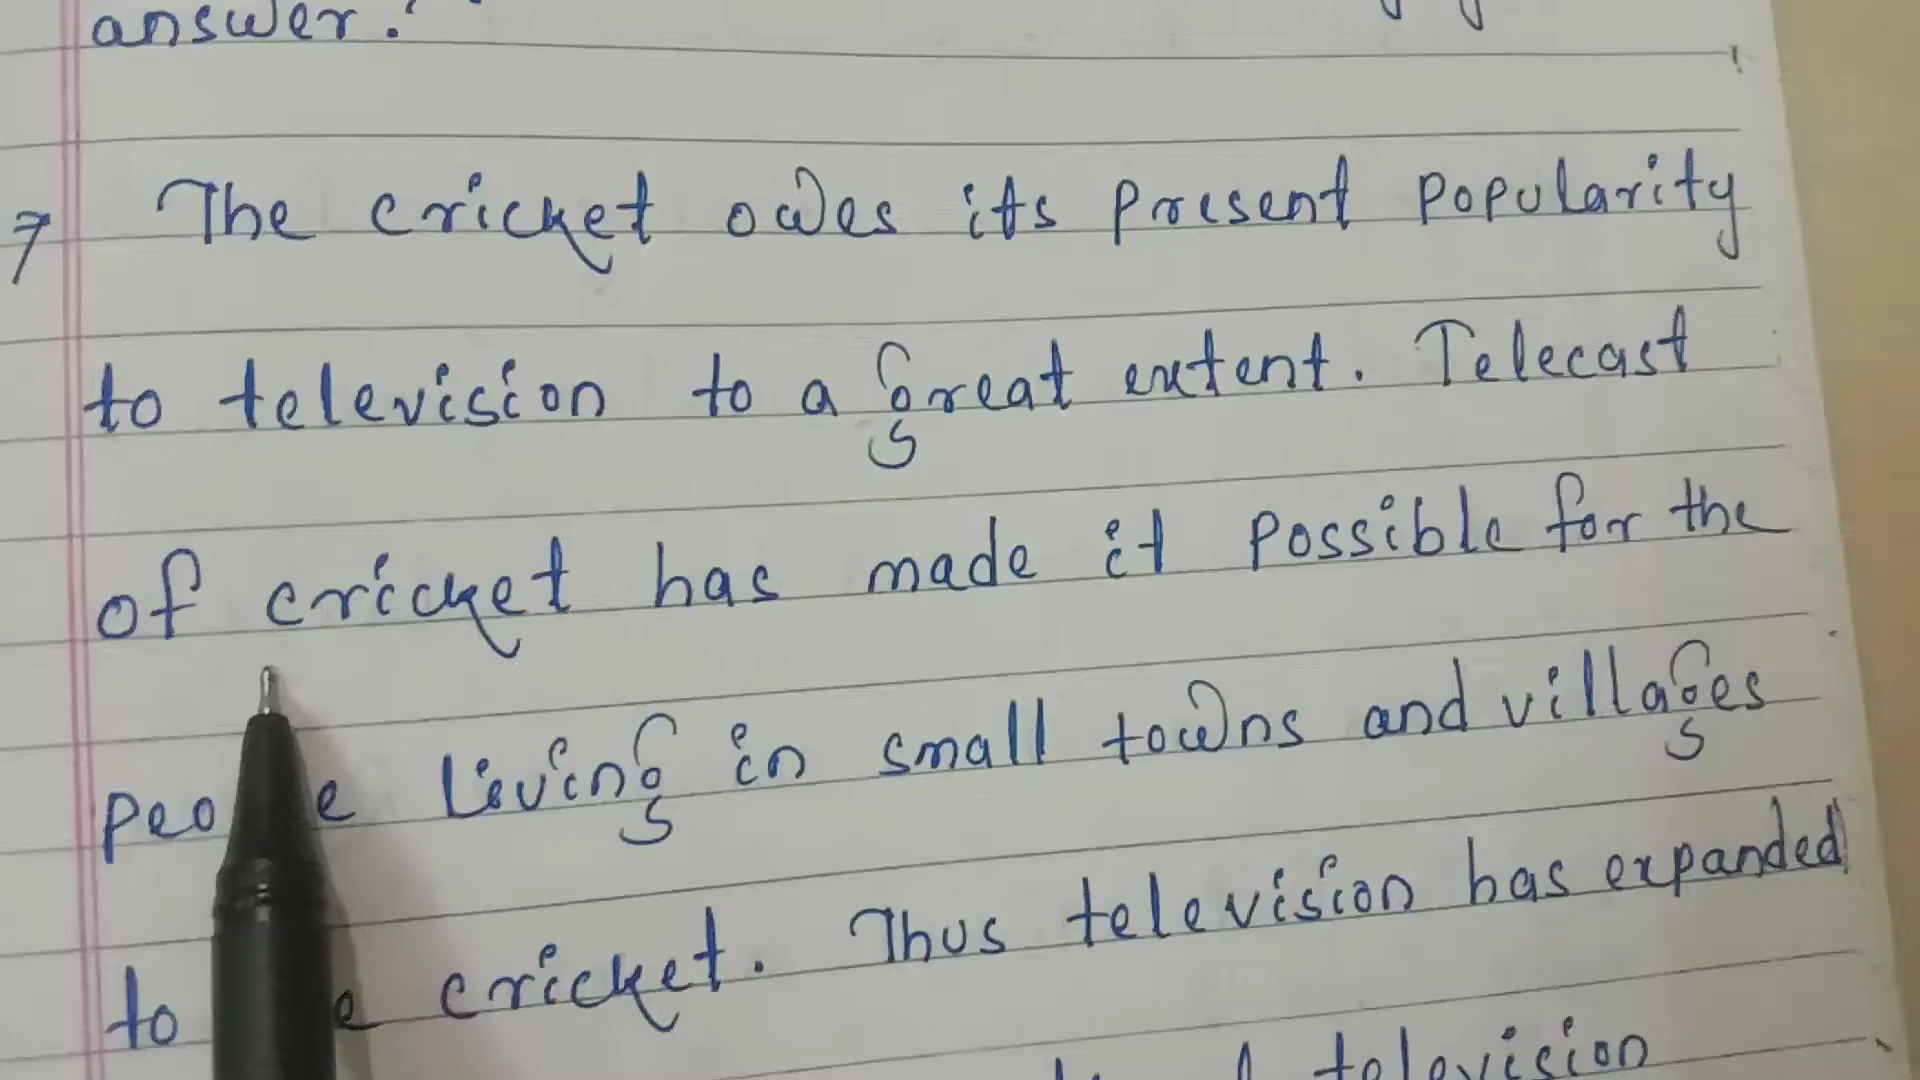 answer.
7 The cricket owes its present popularity
to television to a great extent. Telecast
of cricket has made it possible for the
living in small towns and villages
to cricket. Thus television has expanded
television